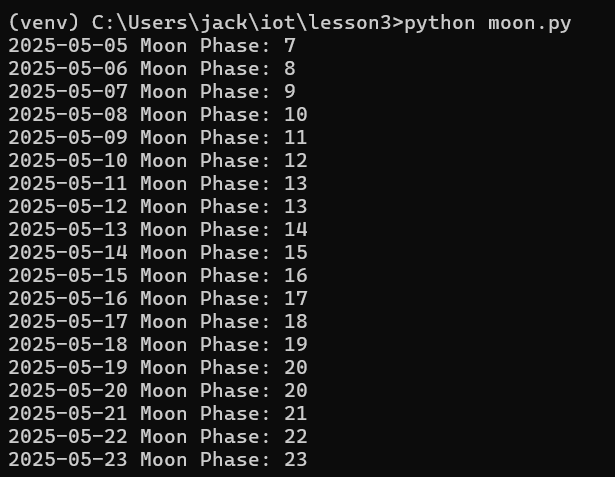 (venv) C:\Users\jack\iot\lesson3>python moon.py
2025-05-05 Moon Phase: 7
2025-05-06 Moon Phase: 8
2025-05-07 Moon Phase: 9
2025-05-08 Moon Phase: 10
2025-05-09 Moon Phase: 11
2025-05-10 Moon Phase: 12
2025-05-11 Moon Phase: 13
2025-05-12 Moon Phase: 13
2025-05-13 Moon Phase: 14
2025-05-14 Moon Phase: 15
2025-05-15 Moon Phase: 16
2025-05-16 Moon Phase: 17
2025-05-17 Moon Phase: 18
2025-05-18 Moon Phase: 19
2025-05-19 Moon Phase: 20
2025-05-20 Moon Phase: 20
2025-05-21 Moon Phase: 21
2025-05-22 Moon Phase: 22
2025-05-23 Moon Phase: 23